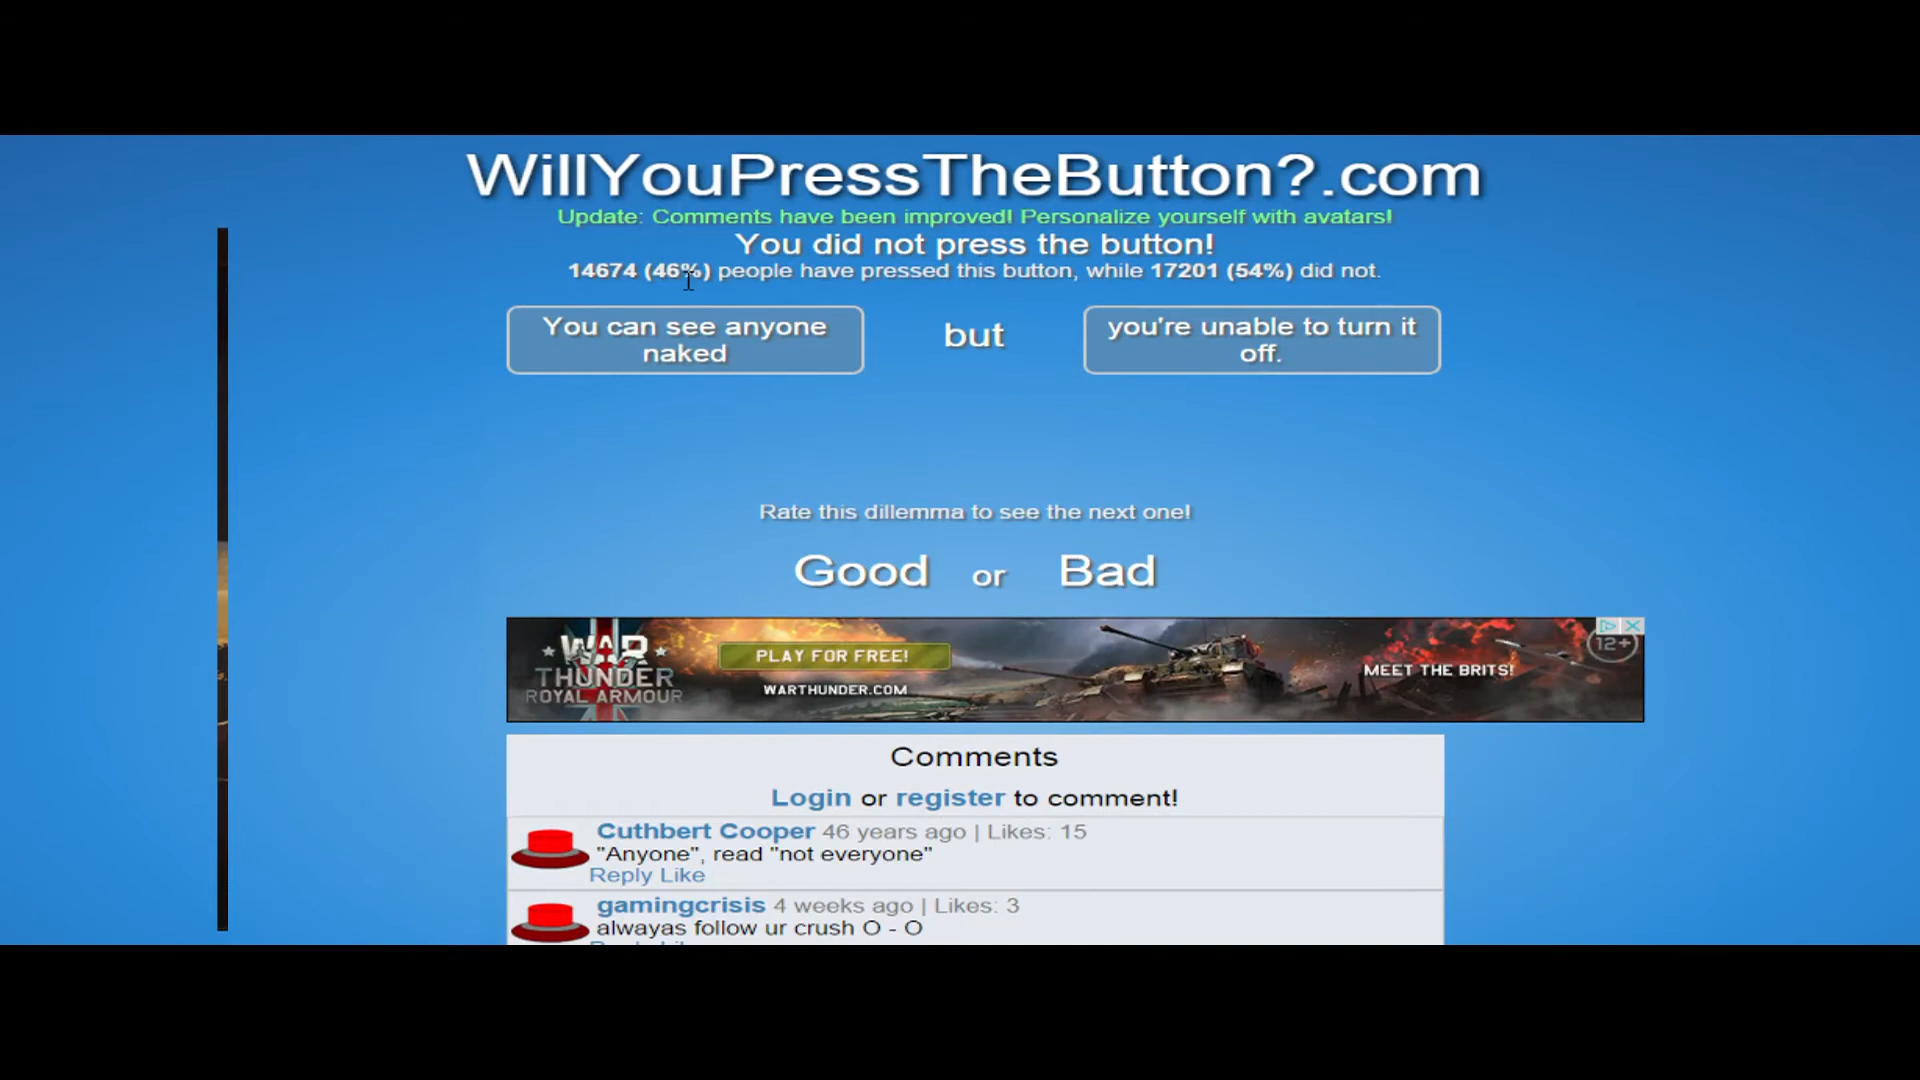 WillYouPressTheButton?.com
Update: Comments have been improved! Personalize yourself with avatars!
You did not press the button!
14674 (46%) people have pressed this button, while 17201 (54%) did not.
You can see anyone
naked
but
you're unable to turn it
off.
Rate this dillemma to see the next one!
Good or Bad
WAR
THUNDER
ROYAL ARMOUR
PLAY FOR FREE!
WARTHUNDER.COM
MEET THE BRITS!
12+
Comments
Login or register to comment!
Cuthbert Cooper 46 years ago | Likes: 15
"Anyone", read "not everyone"
Reply Like
gamingcrisis 4 weeks ago | Likes: 3
alwayas follow ur crush O - O